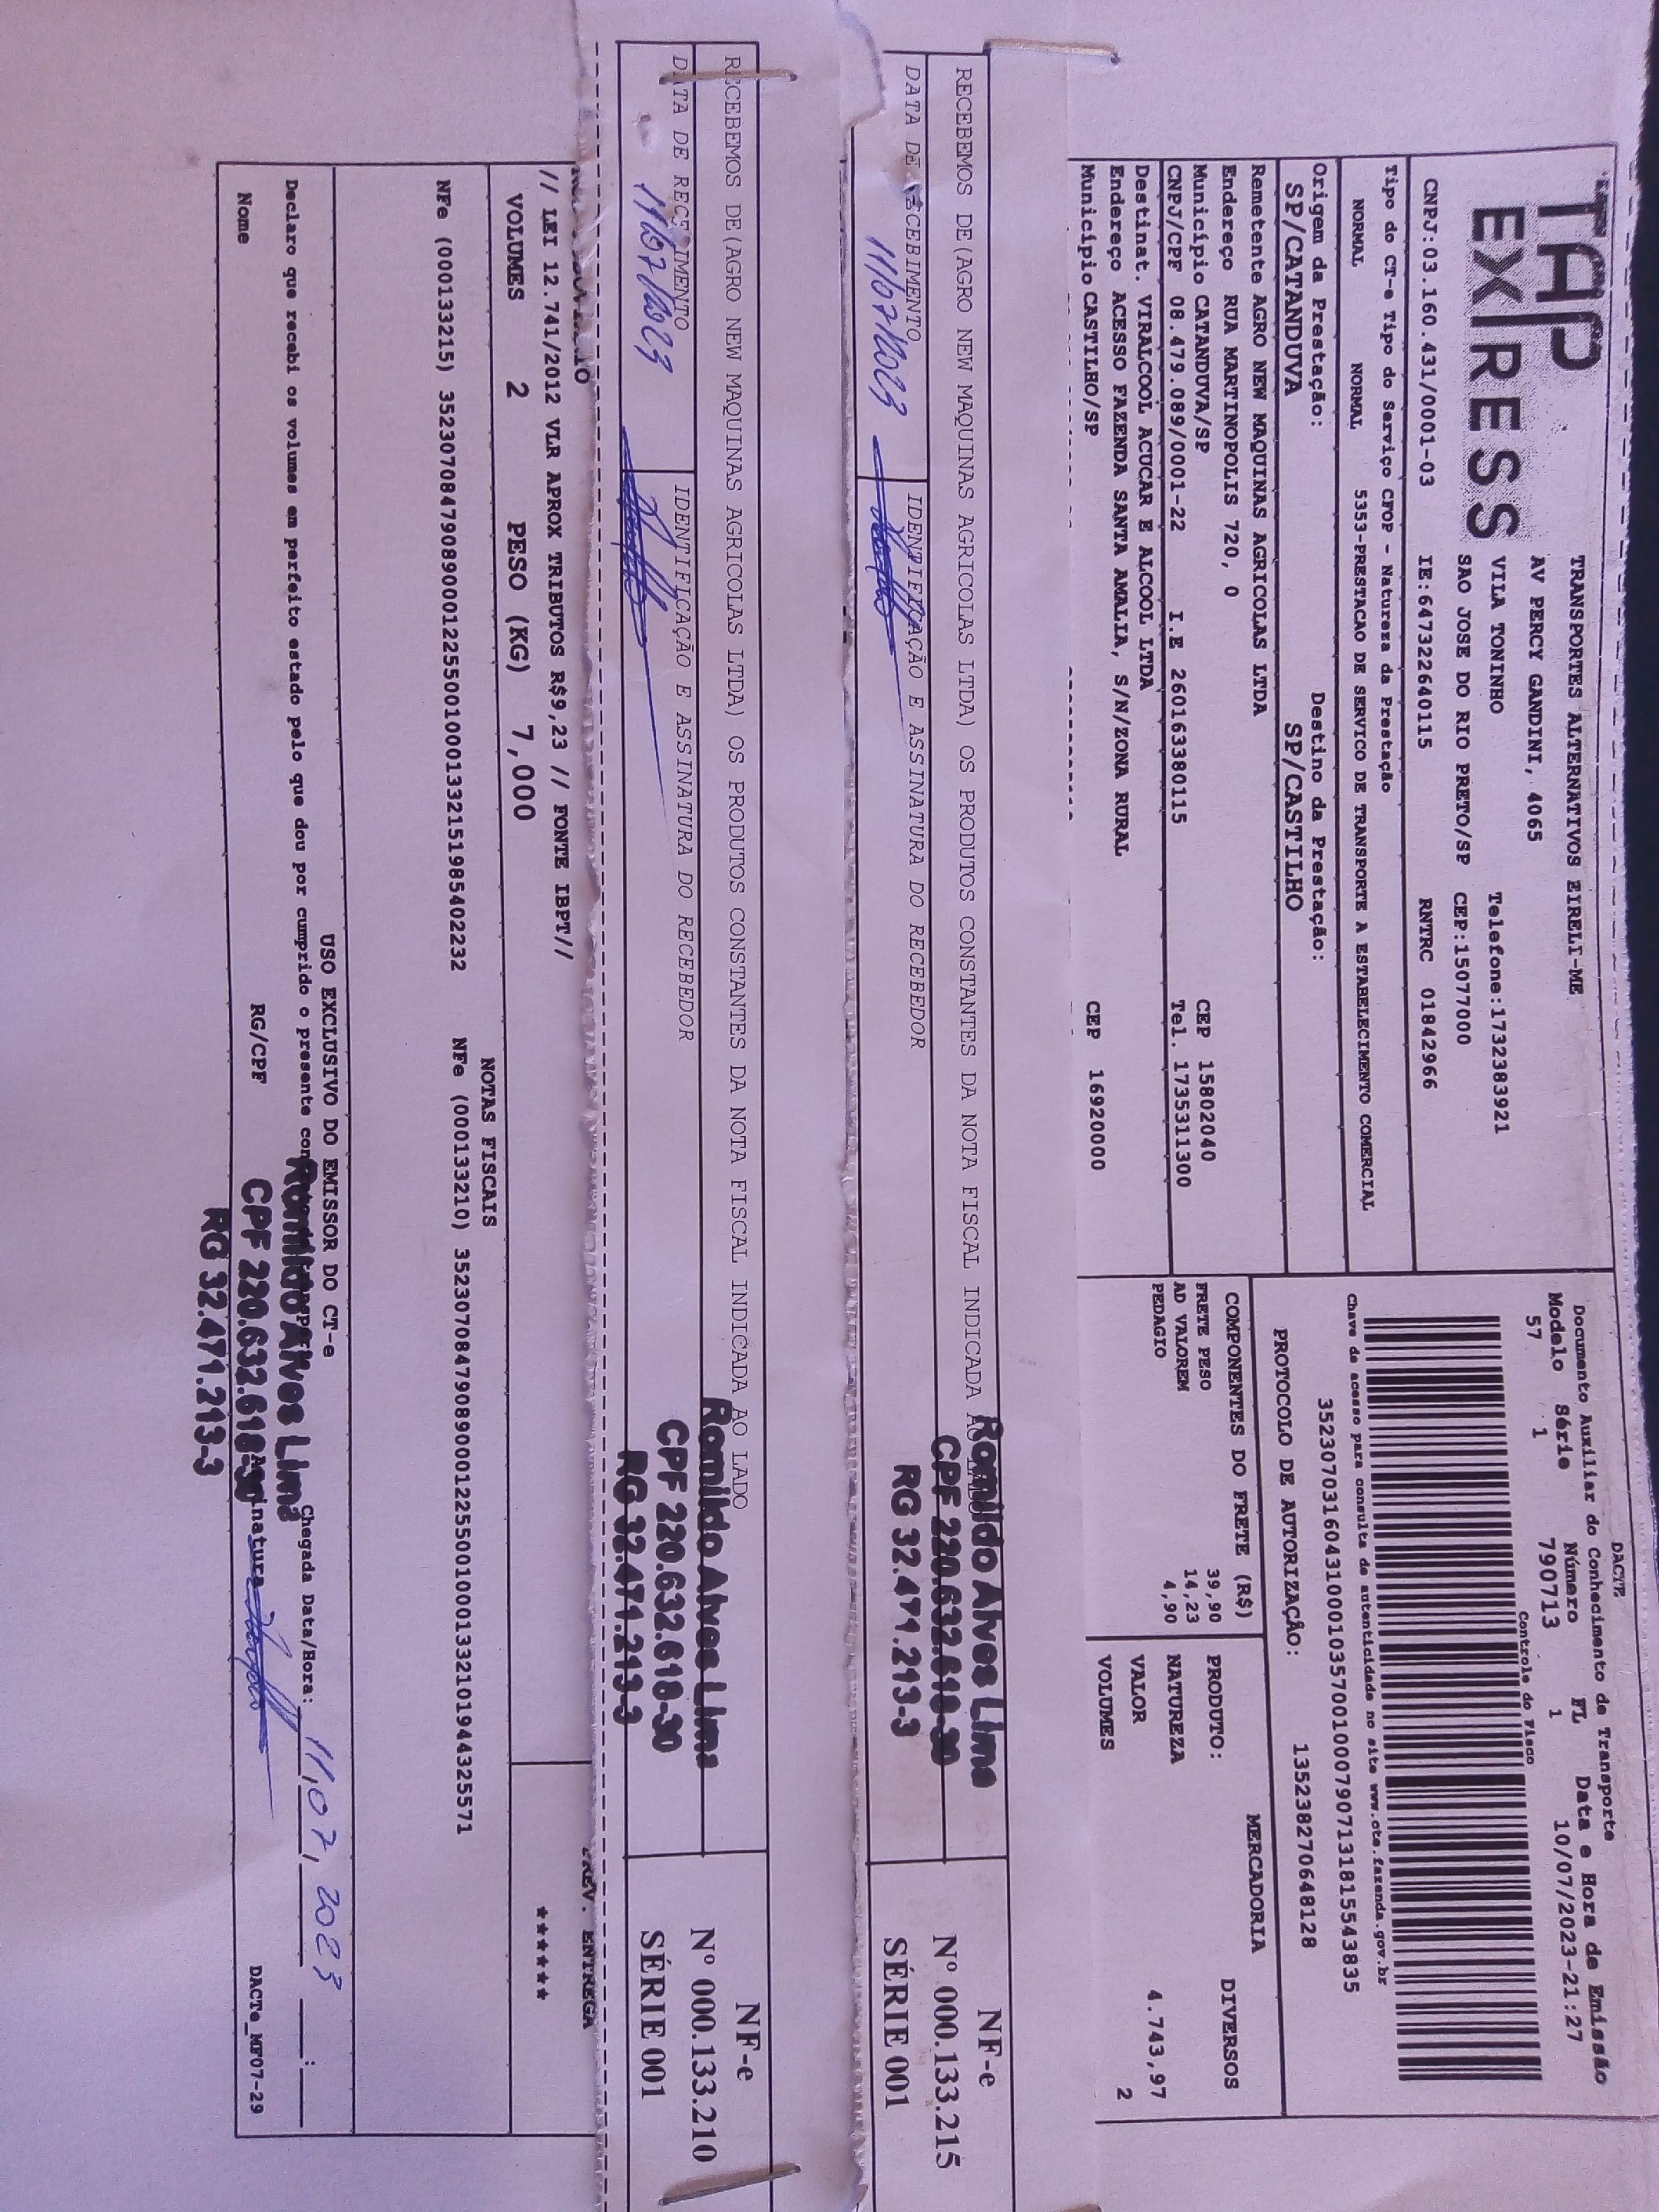 TAP
EXPRESS
TRANSPORTES ALTERNATIVOS EIRELI-ME
AV PERCY GANDINI, 4065
VILA TONINHO Telefone:1732383921
SAO JOSE DO RIO PRETO/SP CEP:15077000
CNPJ:03.160.431/0001-03 IE:647322640115 RNTRC 01842966
Tipo do CT-e Tipo do Serviço CFOP - Natureza da Prestação
NORMAL NORMAL 5353-PRESTACAO DE SERVICO DE TRANSPORTE A ESTABELECIMENTO COMERCIAL
Origem da Prestação: Destino da Prestação:
SP/CATANDUVA SP/CASTILHO
Remetente AGRO NEW MAQUINAS AGRICOLAS LTDA
Endereço RUA MARTINOPOLIS 720, 0
Município CATANDUVA/SP CEP 15802040
CNPJ/CPF 08.479.089/0001-22 I.E 260163380115 Tel. 1735311300
Destinat. VIRALCOOL ACUCAR E ALCOOL LTDA
Endereço ACESSO FAZENDA SANTA AMALIA, S/N/ZONA RURAL
Município CASTILHO/SP CEP 16920000
DACTE
Documento Auxiliar do Conhecimento de Transporte
Modelo Série Número FL Data e Hora de Emissão
57 1 790713 1 10/07/2023-21:27
Controle do Fisco
Chave de acesso para consulta de autenticidade no site www.cte.fazenda.gov.br
35230703160431000103570010007907131815543835
PROTOCOLO DE AUTORIZAÇÃO: 135238270648128
COMPONENTES DO FRETE (R$)
FRETE PESO 39,90
AD VALOREM 14,23
PEDAGIO 4,90
MERCADORIA
PRODUTO: DIVERSOS
NATUREZA
VALOR 4.743,97
VOLUMES 2
RECEBEMOS DE(AGRO NEW MAQUINAS AGRICOLAS LTDA) OS PRODUTOS CONSTANTES DA NOTA FISCAL INDICADA
DATA DE RECEBIMENTO IDENTIFICAÇÃO E ASSINATURA DO RECEBEDOR
11/07/2023
Romildo Alves Lima
CPF 220.632.618-30
RG 32.471.213-3
NF-e
Nº 000.133.215
SÉRIE 001
RECEBEMOS DE(AGRO NEW MAQUINAS AGRICOLAS LTDA) OS PRODUTOS CONSTANTES DA NOTA FISCAL INDICADA AO LADO
DATA DE RECEBIMENTO IDENTIFICAÇÃO E ASSINATURA DO RECEBEDOR
11/07/2023
Romildo Alves Lima
CPF 220.632.618-30
RG 32.471.213-3
NF-e
Nº 000.133.210
SÉRIE 001
// LEI 12.741/2012 VLR APROX TRIBUTOS R$9,23 // FONTE IBPT//
PREV. ENTREGA
VOLUMES 2 PESO (KG) 7,000 ******
NOTAS FISCAIS
NFe (000133215) 35230708479089000122550010001332151985402232 NFe (000133210) 35230708479089000122550010001332101944325571
USO EXCLUSIVO DO EMISSOR DO CT-e
Declaro que recebi os volumes em perfeito estado pelo que dou por cumprido o presente
Chegada Data/Hora: 11,07,2023 :
Nome RG/CPF Assinatura
Romildo Alves Lima
CPF 220.632.618-30
RG 32.471.213-3
DACTe_MF07-29